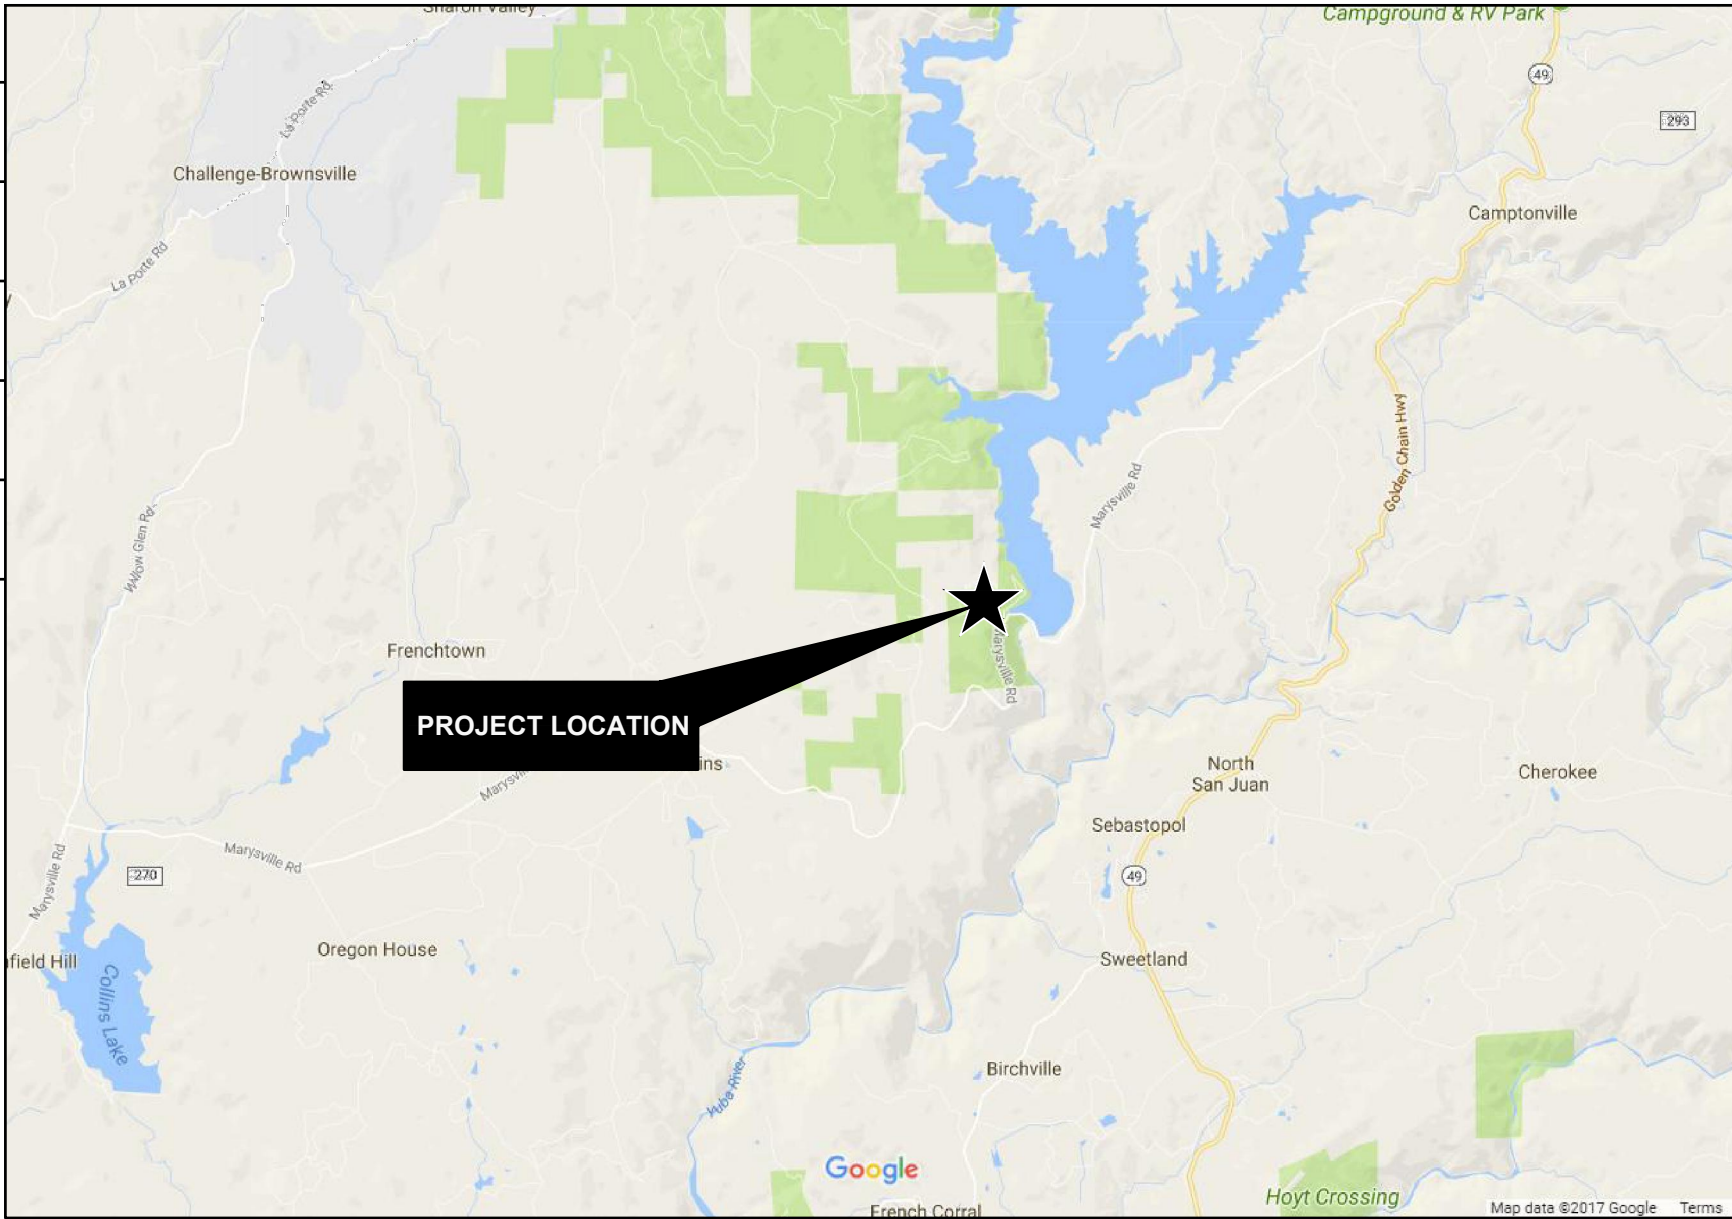 Sharon Valley
Campground & RV Park
49
La Porte Rd
293
Challenge-Brownsville
Camptonville
La Porte Rd
Golden Chain Hwy
Marysville Rd
Willow Glen Rd
Frenchtown
Marysville Rd
PROJECT LOCATION
North
San Juan
Cherokee
Sebastopol
Marysville Rd
270
49
Marysville Rd
Oregon House
Sweetland
Collins Lake
Birchville
Yuba River
Google
Hoyt Crossing
French Corral
Map data ©2017 Google Terms